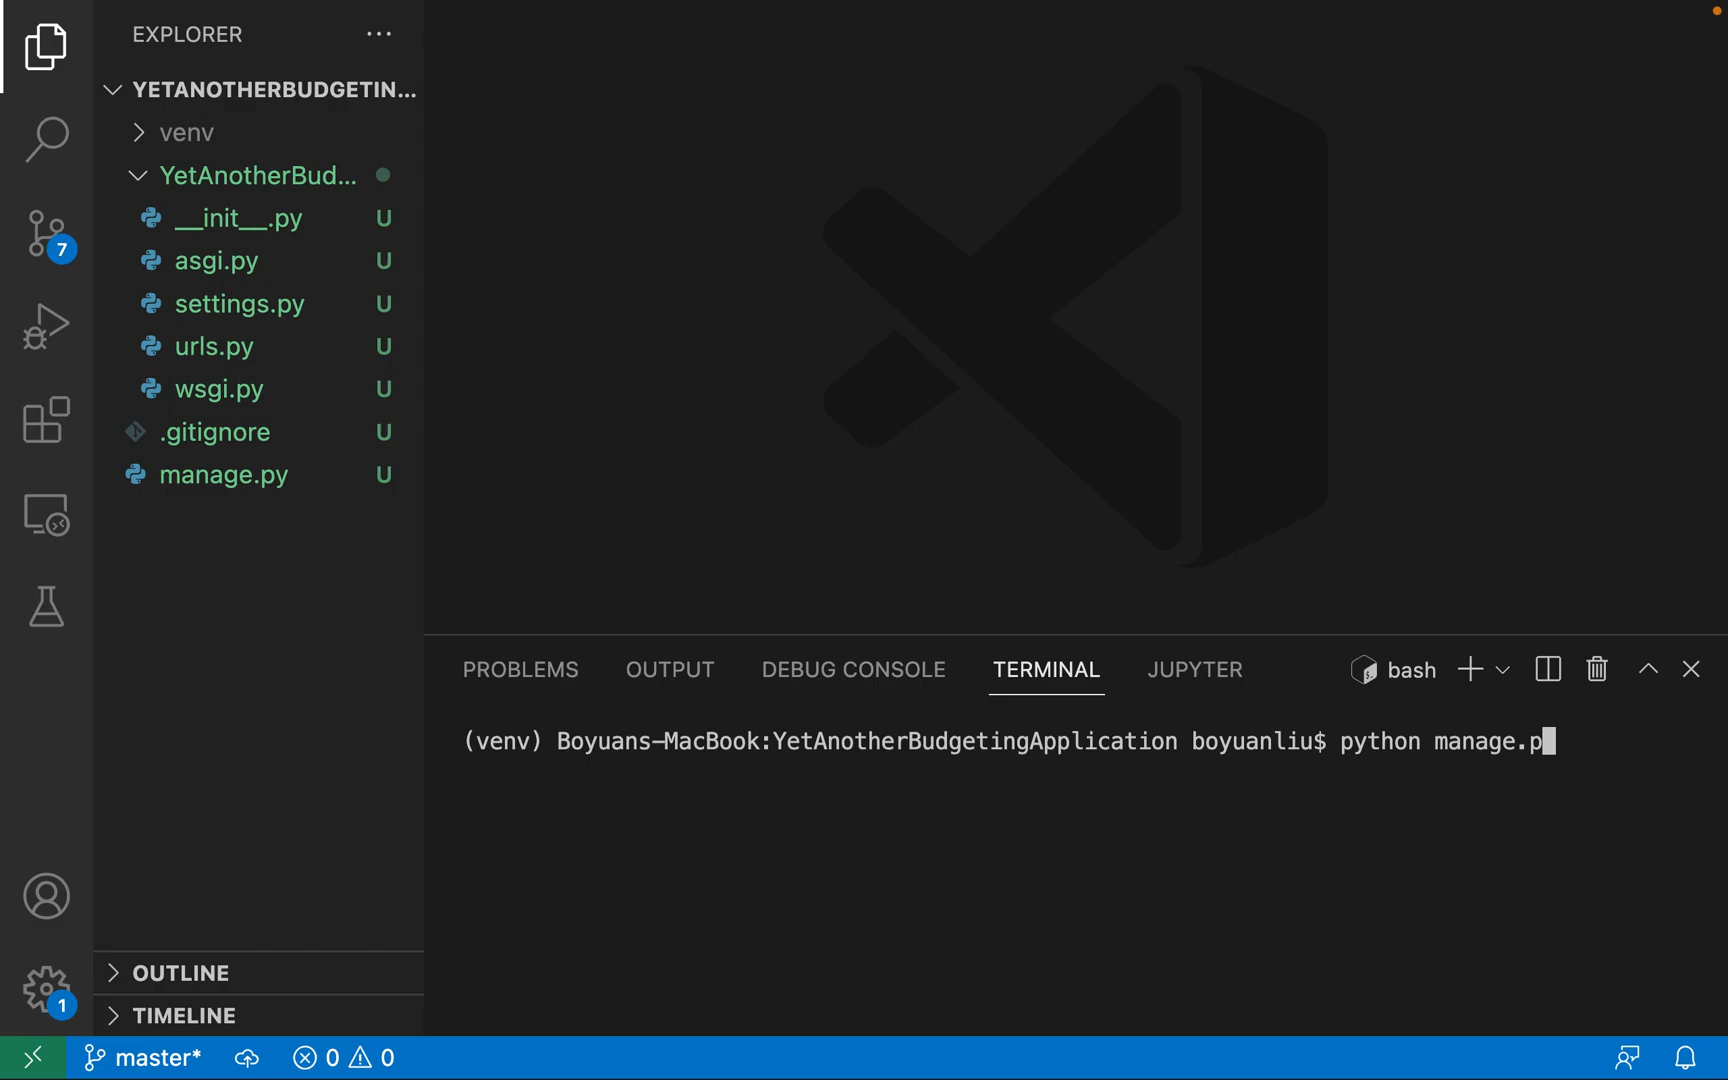 EXPLORER
YETANOTHERBUDGETIN...
venv
YetAnotherBud...
__init__.py U
asgi.py U
settings.py U
7
urls.py U
wsgi.py U
.gitignore U
manage.py U
PROBLEMS OUTPUT DEBUG CONSOLE TERMINAL JUPYTER bash
(venv) Boyuans-MacBook:YetAnotherBudgetingApplication boyuanliu$ python manage.p
OUTLINE
1
TIMELINE
master* 0 0